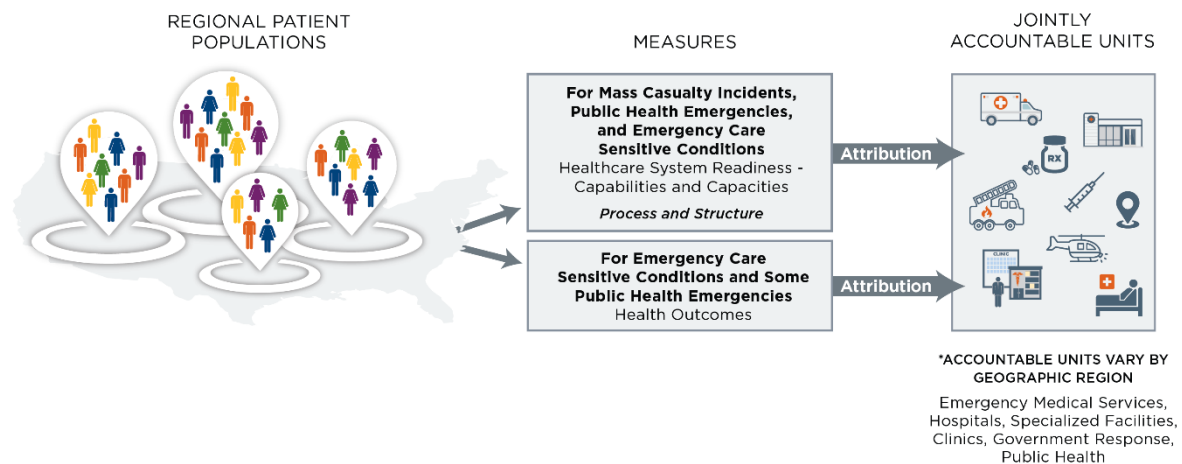 REGIONAL PATIENT
POPULATIONS
MEASURES
JOINTLY
ACCOUNTABLE UNITS
For Mass Casualty Incidents,
Public Health Emergencies,
and Emergency Care
Sensitive Conditions
Healthcare System Readiness -
Capabilities and Capacities
Process and Structure
Attribution
For Emergency Care
Sensitive Conditions and Some
Public Health Emergencies
Health Outcomes
Attribution
RX
CLINIC
*ACCOUNTABLE UNITS VARY BY
GEOGRAPHIC REGION
Emergency Medical Services,
Hospitals, Specialized Facilities,
Clinics, Government Response,
Public Health